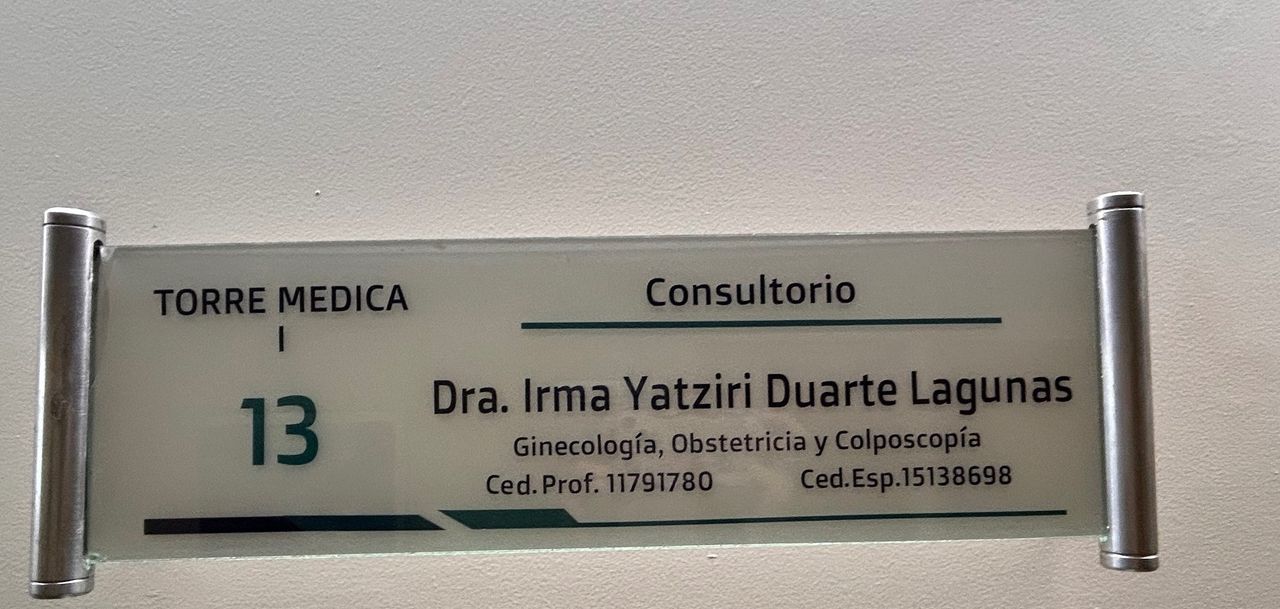 TORRE MEDICA
I
13
Consultorio
Dra. Irma Yatziri Duarte Lagunas
Ginecología, Obstetricia y Colposcopía
Ced. Prof. 11791780 Ced.Esp.15138698